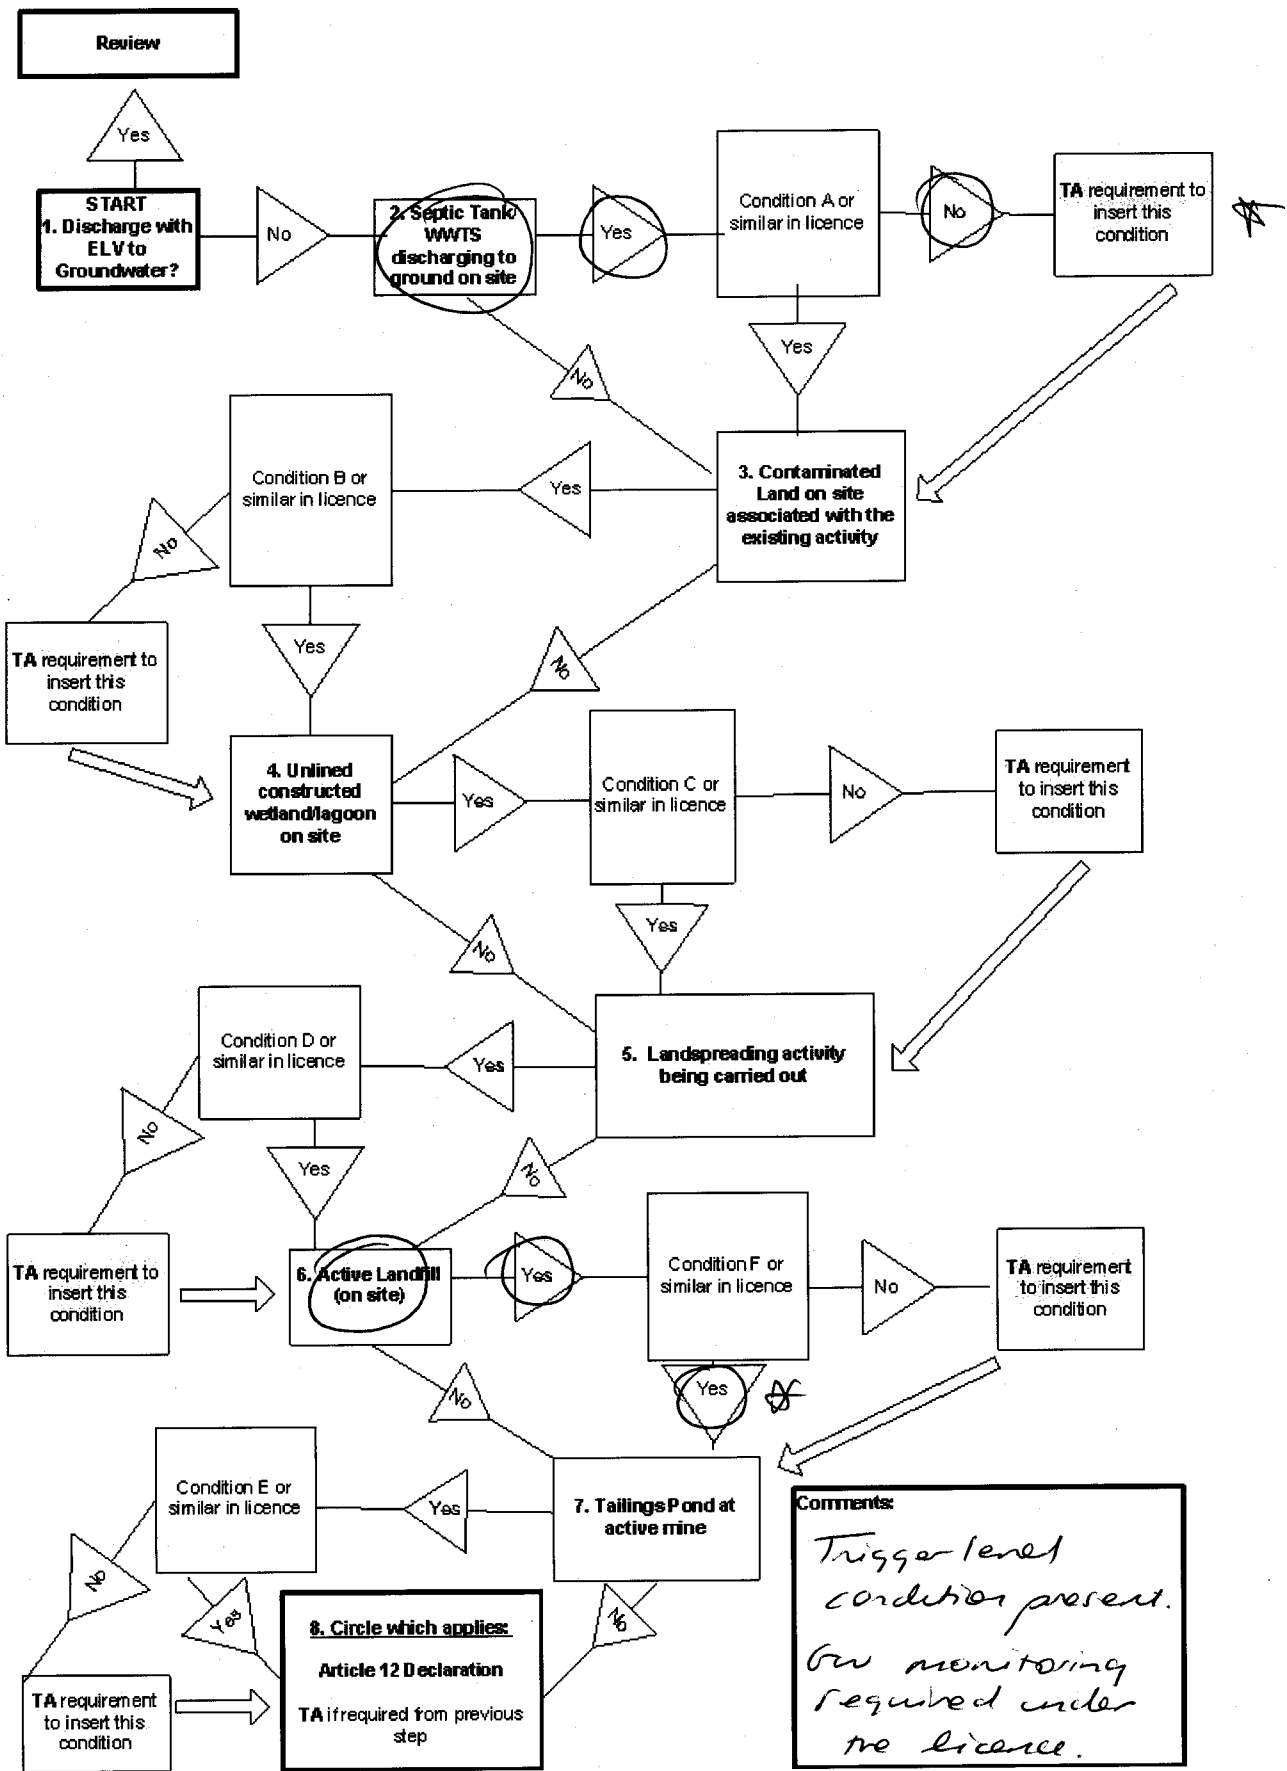 Review
Yes
START
1. Discharge with
ELV to
Groundwater?
No
2. Septic Tank/
WWTS
discharging to
ground on site
Yes
Condition A or
similar in licence
No
TA requirement to
insert this
condition
Yes
No
3. Contaminated
Land on site
associated with the
existing activity
Yes
Condition B or
similar in licence
No
TA requirement to
insert this
condition
Yes
No
4. Unlined
constructed
wetland/lagoon
on site
Yes
Condition C or
similar in licence
No
TA requirement
to insert this
condition
Yes
No
5. Landspreading activity
being carried out
Yes
Condition D or
similar in licence
No
TA requirement to
insert this
condition
Yes
No
6. Active Landfill
(on site)
Yes
Condition F or
similar in licence
No
TA requirement
to insert this
condition
Yes
No
7. Tailings Pond at
active mine
Yes
Condition E or
similar in licence
No
TA requirement
to insert this
condition
Yes
No
8. Circle which applies:
Article 12 Declaration
TA if required from previous
step
Comments:
Trigger level
condition present.
GW monitoring
required under
the licence.